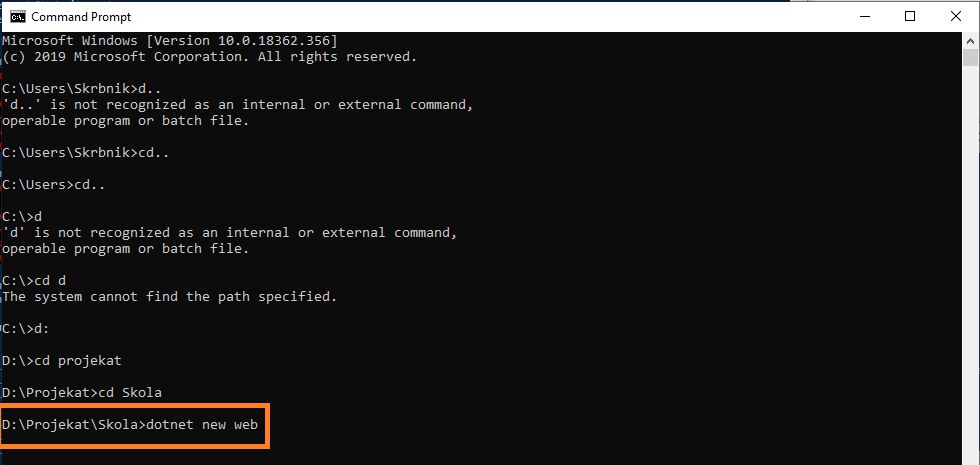 Command Prompt
Microsoft Windows [Version 10.0.18362.356]
(c) 2019 Microsoft Corporation. All rights reserved.
C:\Users\Skrbnik>d..
'd..' is not recognized as an internal or external command,
operable program or batch file.
C:\Users\Skrbnik>cd..
C:\Users>cd..
C:\>d
'd' is not recognized as an internal or external command,
operable program or batch file.
C:\>cd d
The system cannot find the path specified.
C:\>d:
D:\>cd projekat
D:\Projekat>cd Skola
D:\Projekat\Skola>dotnet new web